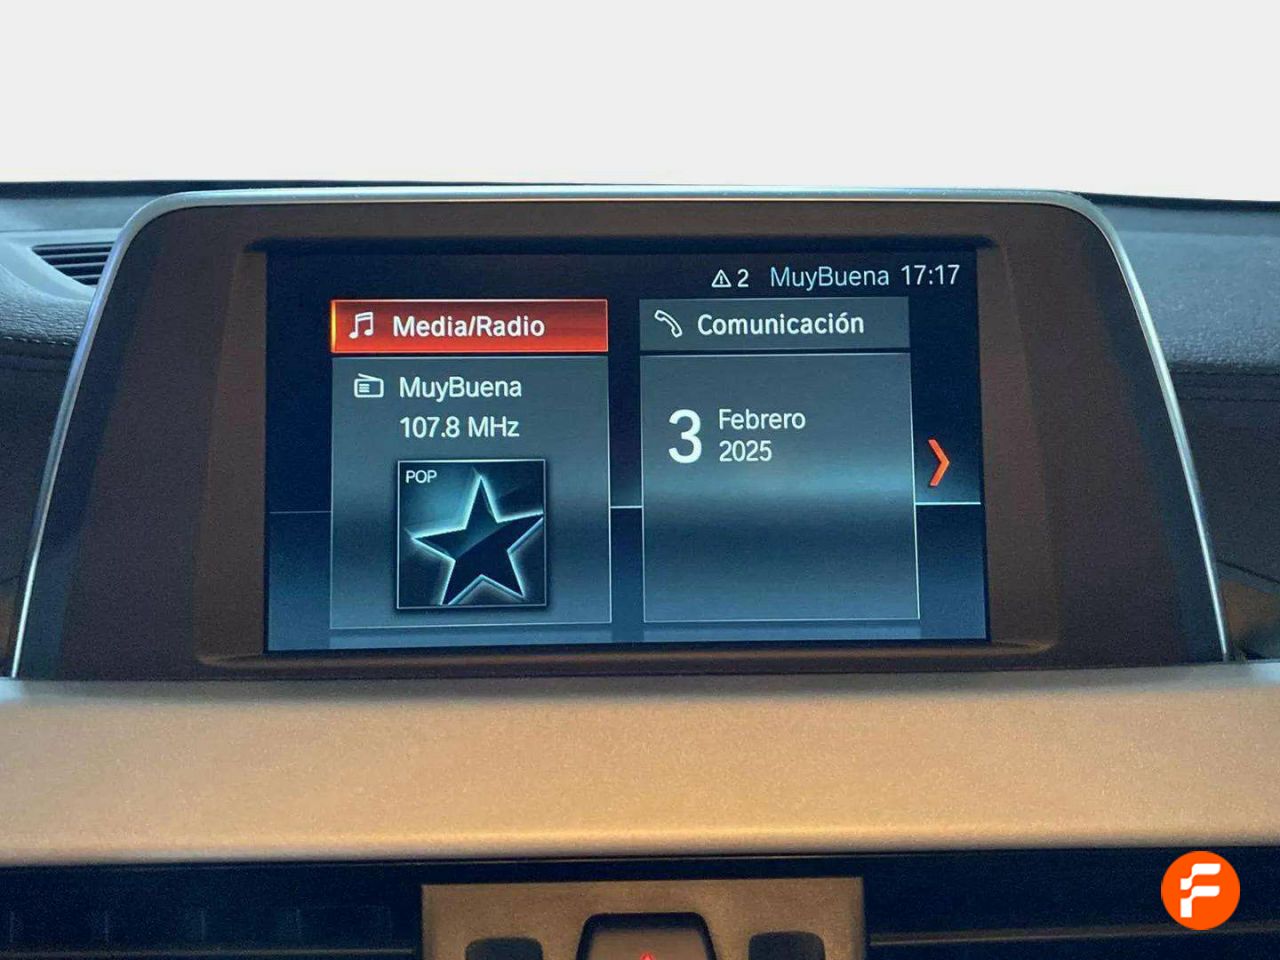 ⚠ 2 MuyBuena 17:17
Media/Radio
MuyBuena
107.8 MHz
POP
Comunicación
3 Febrero
2025
F